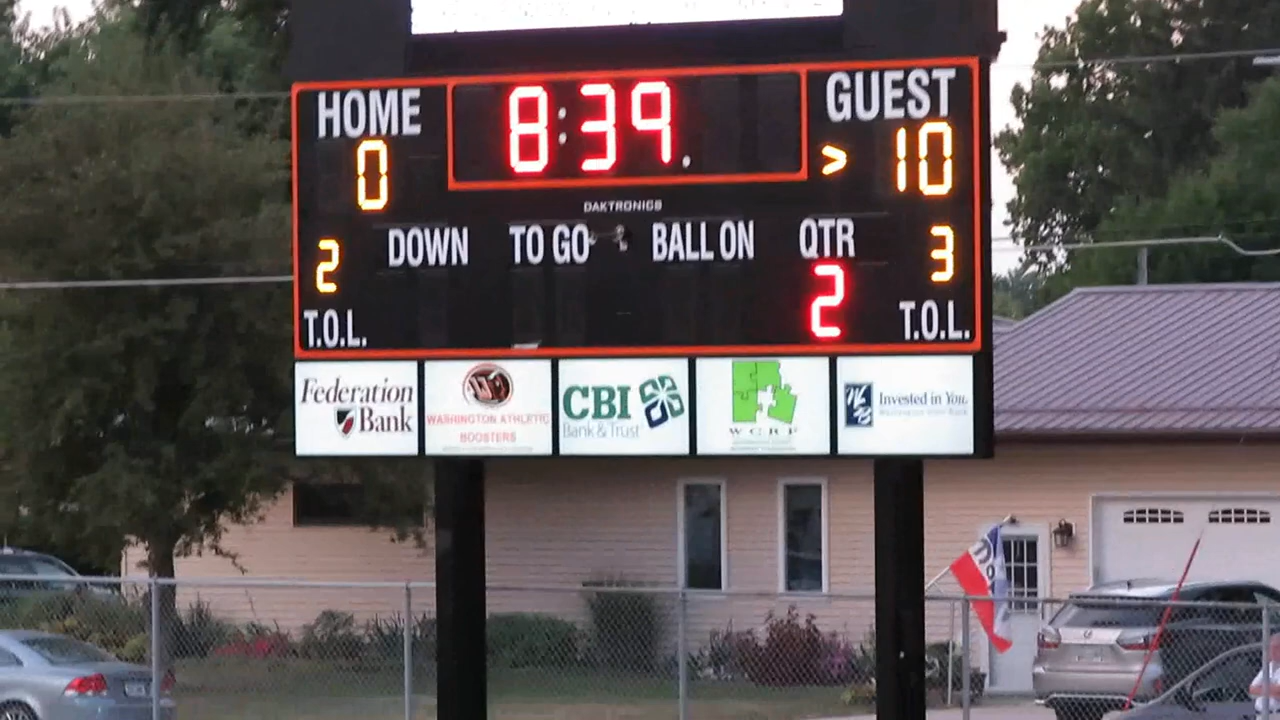 HOME 8:39. GUEST
0 > 10
DAKTRONICS
DOWN TO GO BALL ON QTR
2 2 3
T.O.L. T.O.L.
Federation
Bank
WASHINGTON ATHLETIC
BOOSTERS
CBI
Bank & Trust
W C R F
Invested in You.